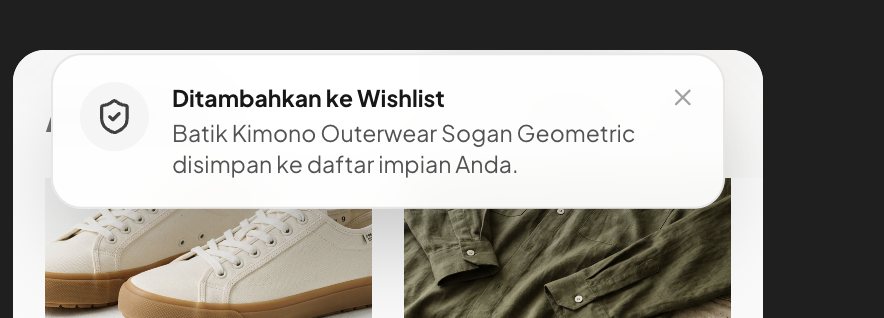 Ditambahkan ke Wishlist
Batik Kimono Outerwear Sogan Geometric
disimpan ke daftar impian Anda.